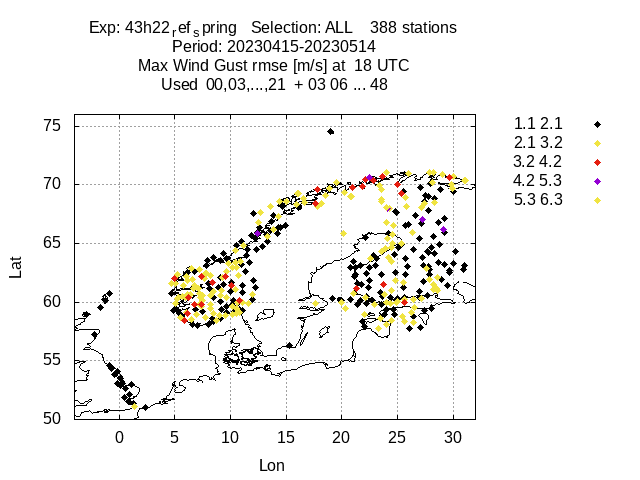 Exp: 43h22ref_spring   Selection: ALL    388 stations
Period: 20230415-20230514
Max Wind Gust rmse [m/s] at  18 UTC
Used  00,03,...,21  + 03 06 ... 48
75
70
65
60
55
50
Lat
0 5 10 15 20 25 30
Lon
1.1 2.1
2.1 3.2
3.2 4.2
4.2 5.3
5.3 6.3